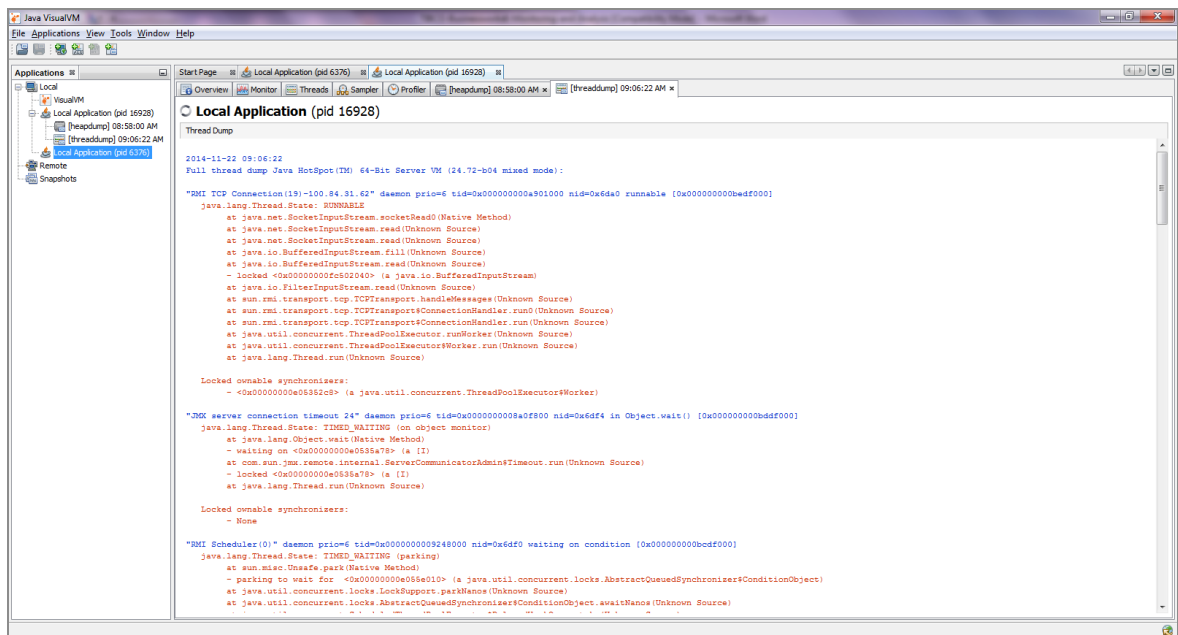 Java VisualVM
File Applications View Tools Window Help
Applications
Local
VisualVM
Local Application (pid 16928)
[heapdump] 08:58:00 AM
[threaddump] 09:06:22 AM
Local Application (pid 6376)
Remote
Snapshots
Start Page Local Application (pid 6376) Local Application (pid 16928)
Overview Monitor Threads Sampler Profiler [heapdump] 08:58:00 AM [threaddump] 09:06:22 AM
Local Application (pid 16928)
Thread Dump
2014-11-22 09:06:22
Full thread dump Java HotSpot(TM) 64-Bit Server VM (24.72-b04 mixed mode):
"RMI TCP Connection(19)-100.84.31.62" daemon prio=6 tid=0x000000000a901000 nid=0x6da0 runnable [0x000000000bedf000]
java.lang.Thread.State: RUNNABLE
at java.net.SocketInputStream.socketRead0(Native Method)
at java.net.SocketInputStream.read(Unknown Source)
at java.net.SocketInputStream.read(Unknown Source)
at java.io.BufferedInputStream.fill(Unknown Source)
at java.io.BufferedInputStream.read(Unknown Source)
- locked <0x00000000fc502040> (a java.io.BufferedInputStream)
at java.io.FilterInputStream.read(Unknown Source)
at sun.rmi.transport.tcp.TCPTransport.handleMessages(Unknown Source)
at sun.rmi.transport.tcp.TCPTransport$ConnectionHandler.run0(Unknown Source)
at sun.rmi.transport.tcp.TCPTransport$ConnectionHandler.run(Unknown Source)
at java.util.concurrent.ThreadPoolExecutor.runWorker(Unknown Source)
at java.util.concurrent.ThreadPoolExecutor$Worker.run(Unknown Source)
at java.lang.Thread.run(Unknown Source)
Locked ownable synchronizers:
- <0x00000000e05352c8> (a java.util.concurrent.ThreadPoolExecutor$Worker)
"JMX server connection timeout 24" daemon prio=6 tid=0x0000000008a0f800 nid=0x6df4 in Object.wait() [0x000000000bddf000]
java.lang.Thread.State: TIMED_WAITING (on object monitor)
at java.lang.Object.wait(Native Method)
- waiting on <0x00000000e0535a78> (a [I)
at com.sun.jmx.remote.internal.ServerCommunicatorAdmin$Timeout.run(Unknown Source)
- locked <0x00000000e0535a78> (a [I)
at java.lang.Thread.run(Unknown Source)
Locked ownable synchronizers:
- None
"RMI Scheduler(0)" daemon prio=6 tid=0x0000000009248000 nid=0x6df0 waiting on condition [0x000000000bcdf000]
java.lang.Thread.State: TIMED_WAITING (parking)
at sun.misc.Unsafe.park(Native Method)
- parking to wait for <0x00000000e055e010> (a java.util.concurrent.locks.AbstractQueuedSynchronizer$ConditionObject)
at java.util.concurrent.locks.LockSupport.parkNanos(Unknown Source)
at java.util.concurrent.locks.AbstractQueuedSynchronizer$ConditionObject.awaitNanos(Unknown Source)